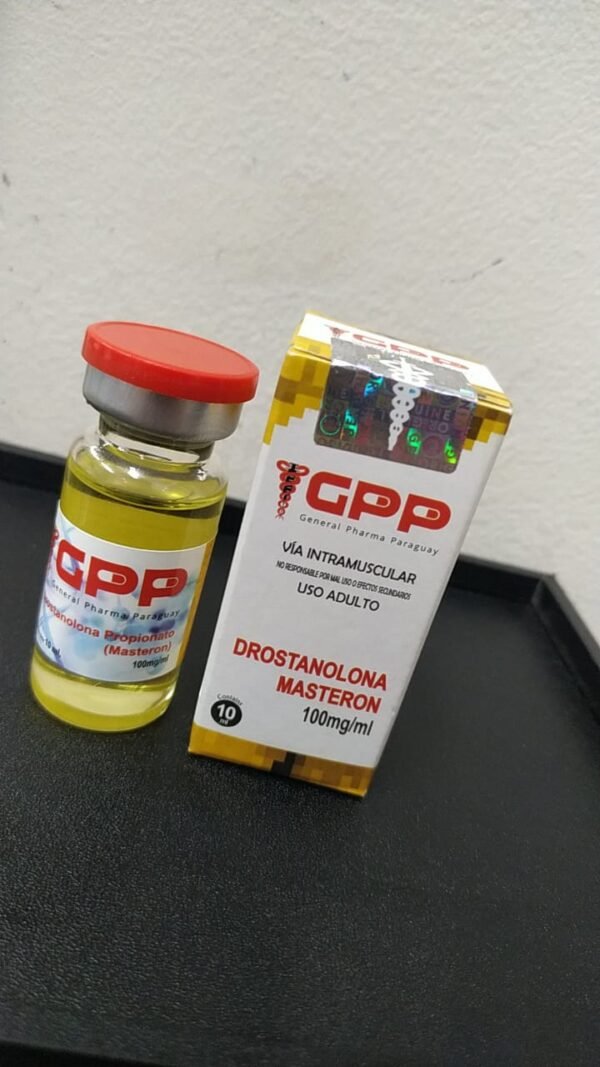 GPP
General Pharma Paraguay
Propionato
(Masteron)
100mg/ml
GPP
GPP
General Pharma Paraguay
VÍA INTRAMUSCULAR
NO RESPONSABLE POR MAL USO O EFECTOS SECUNDARIOS
USO ADULTO
DROSTANOLONA
MASTERON
100mg/ml
10
ml